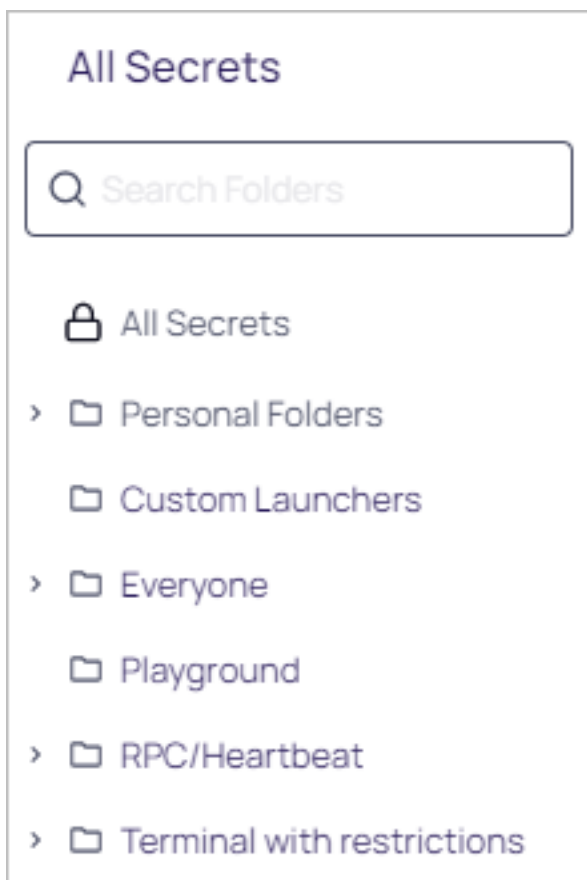 All Secrets
Search Folders
All Secrets
Personal Folders
Custom Launchers
Everyone
Playground
RPC/Heartbeat
Terminal with restrictions